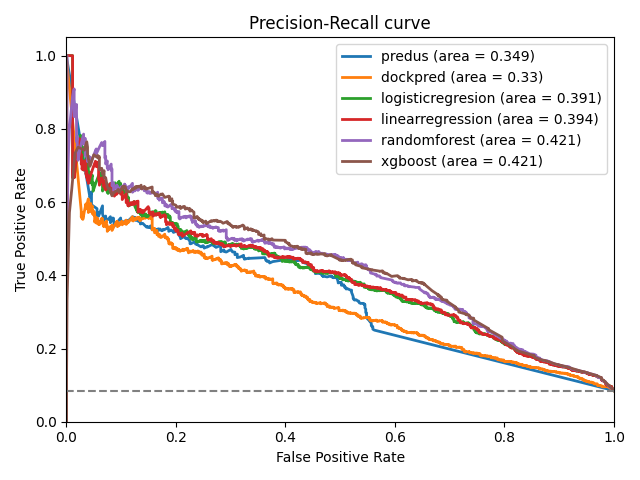 Precision-Recall curve
True Positive Rate
1.0
0.8
0.6
0.4
0.2
0.0
predus (area = 0.349)
dockpred (area = 0.33)
logisticregresion (area = 0.391)
linearregression (area = 0.394)
randomforest (area = 0.421)
xgboost (area = 0.421)
0.0 0.2 0.4 0.6 0.8 1.0
False Positive Rate